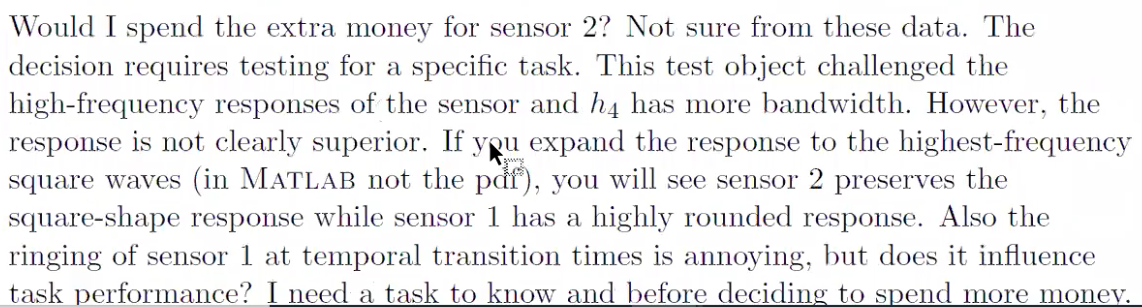 Would I spend the extra money for sensor 2? Not sure from these data. The
decision requires testing for a specific task. This test object challenged the
high-frequency responses of the sensor and h₄ has more bandwidth. However, the
response is not clearly superior. If you expand the response to the highest-frequency
square waves (in MATLAB not the pdf), you will see sensor 2 preserves the
square-shape response while sensor 1 has a highly rounded response. Also the
ringing of sensor 1 at temporal transition times is annoying, but does it influence
task performance? I need a task to know and before deciding to spend more money.